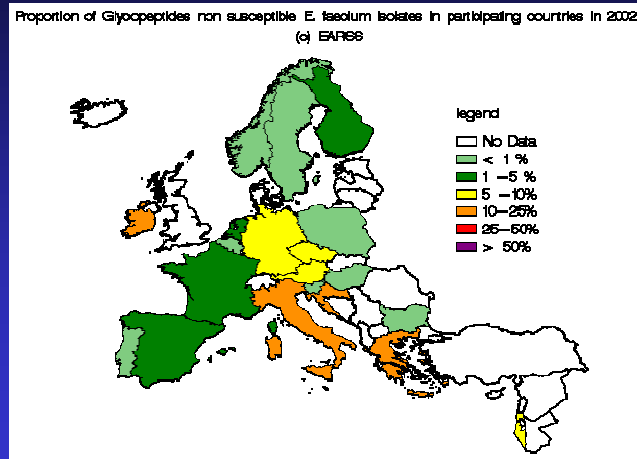 Proportion of Glycopeptides non susceptible E. faecium isolates in participating countries in 2002
(c) EARSS
legend
No Data
< 1 %
1 -5 %
5 -10%
10-25%
25-50%
> 50%